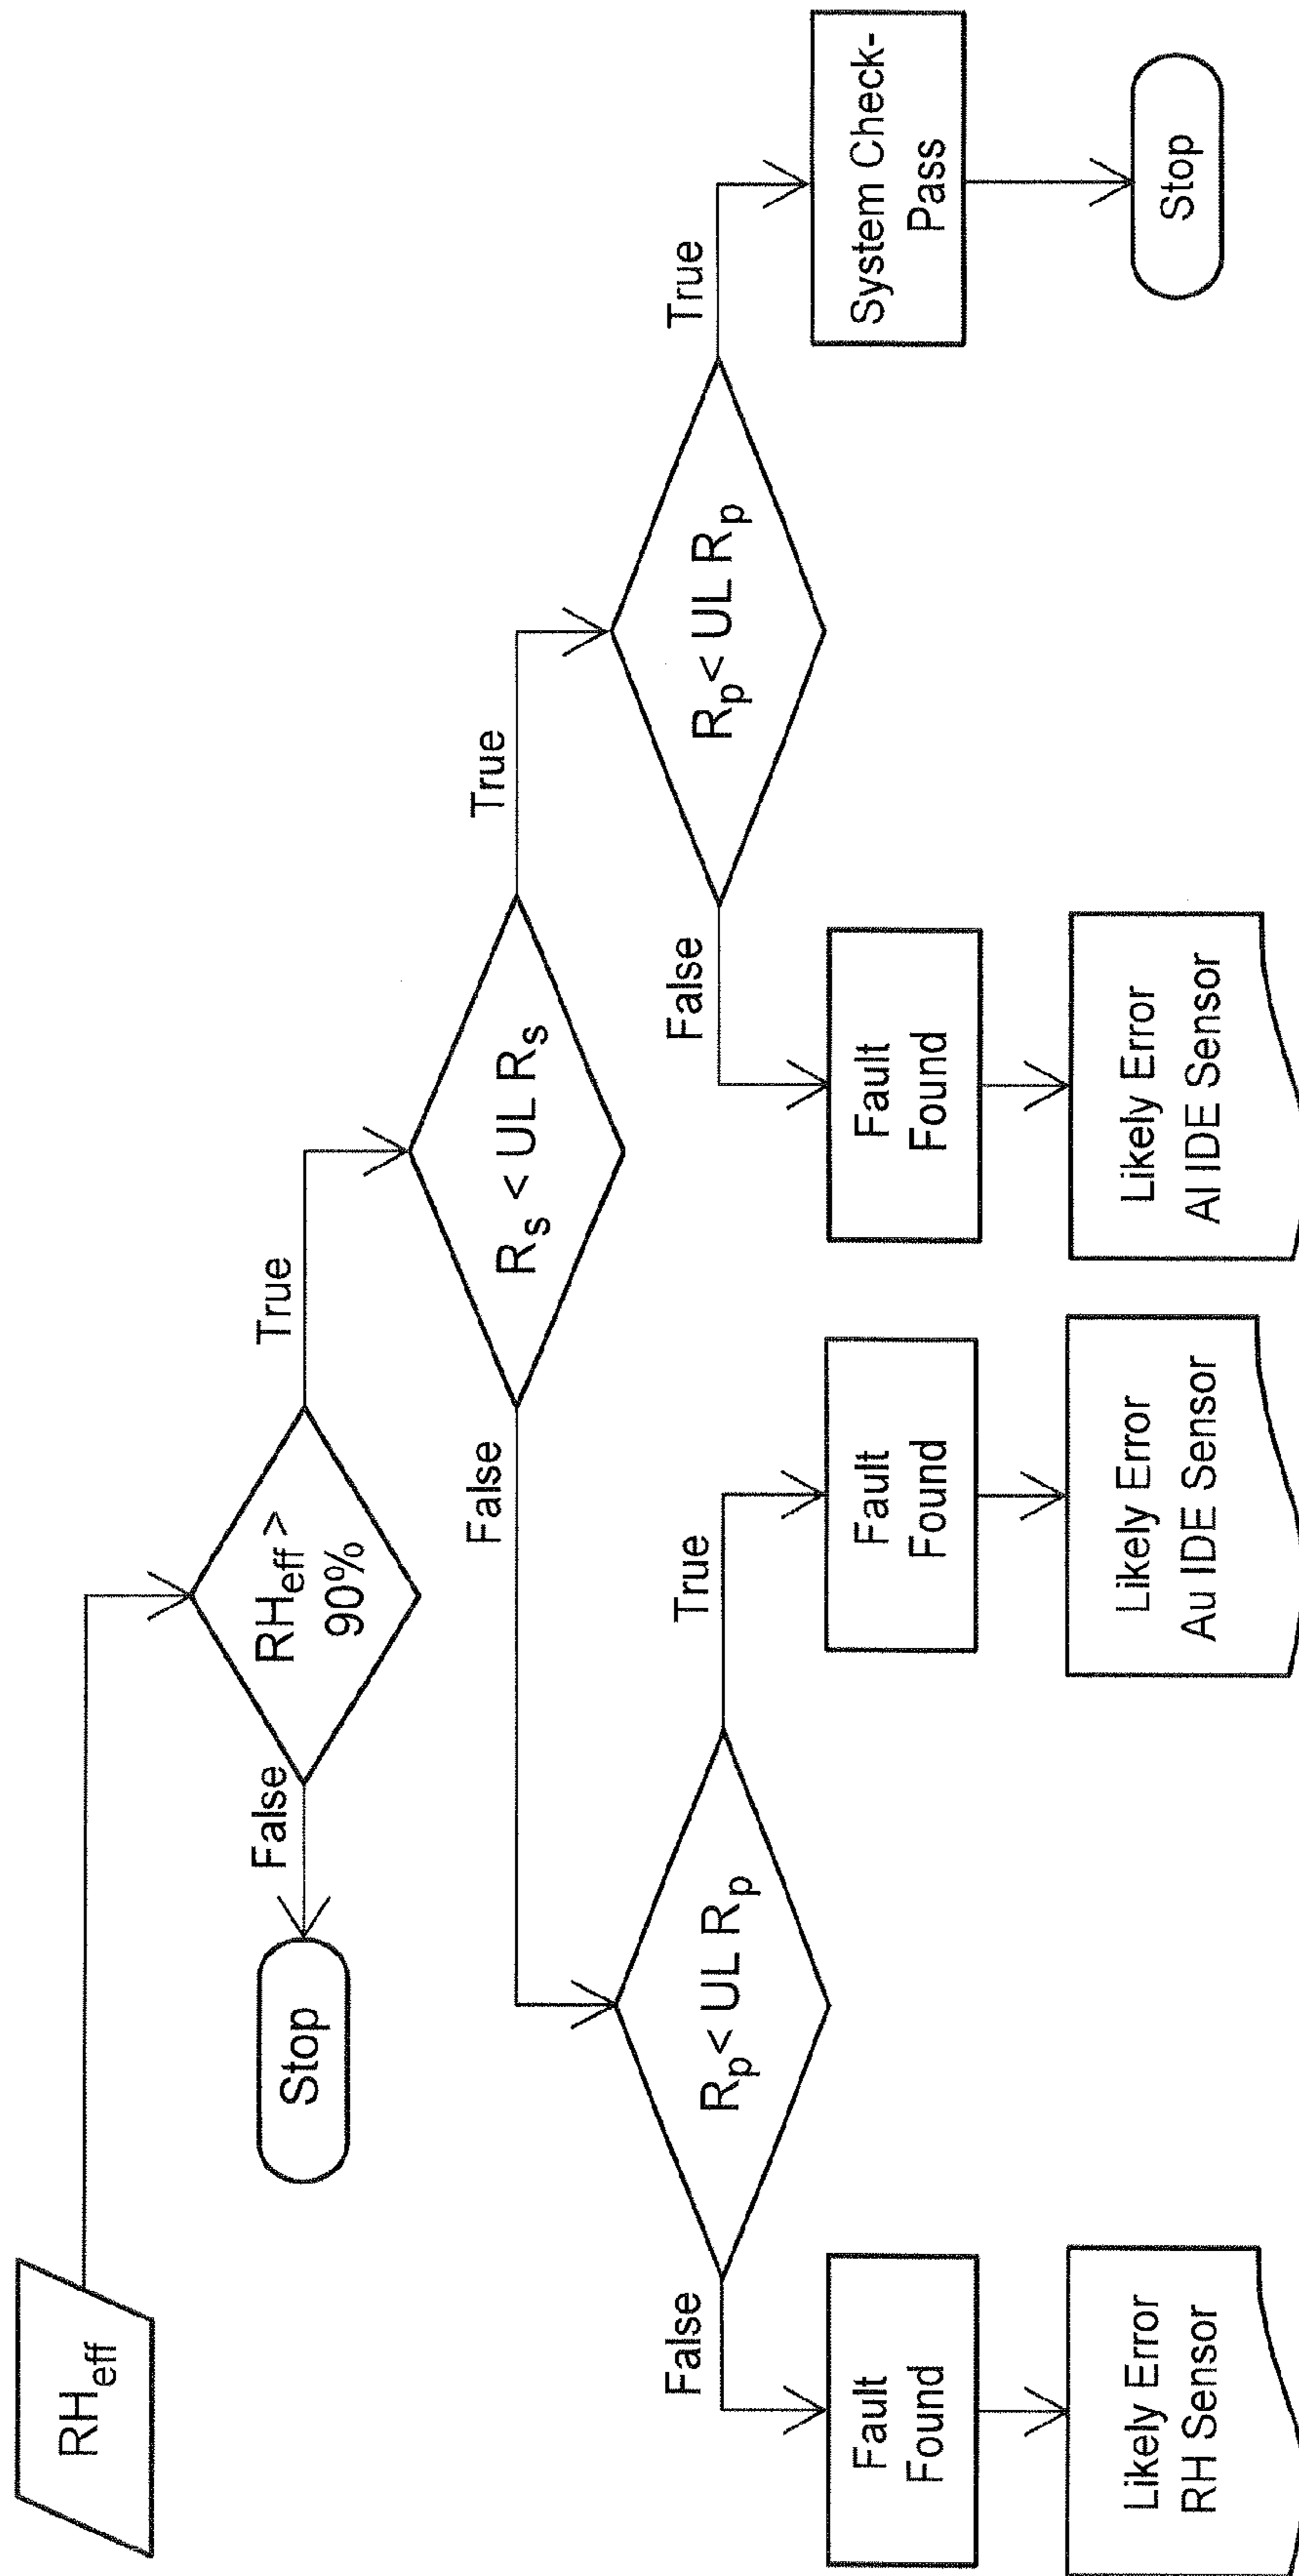 RHeff
RHeff >
90%
False
True
Stop
Rs < UL Rs
False
True
Rp < UL Rp
Rp < UL Rp
False
True
False
True
Fault
Found
Fault
Found
Fault
Found
System Check-
Pass
Likely Error
RH Sensor
Likely Error
Au IDE Sensor
Likely Error
Al IDE Sensor
Stop